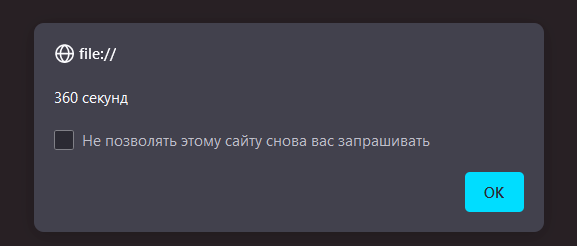 file://
360 секунд
Не позволять этому сайту снова вас запрашивать
OK